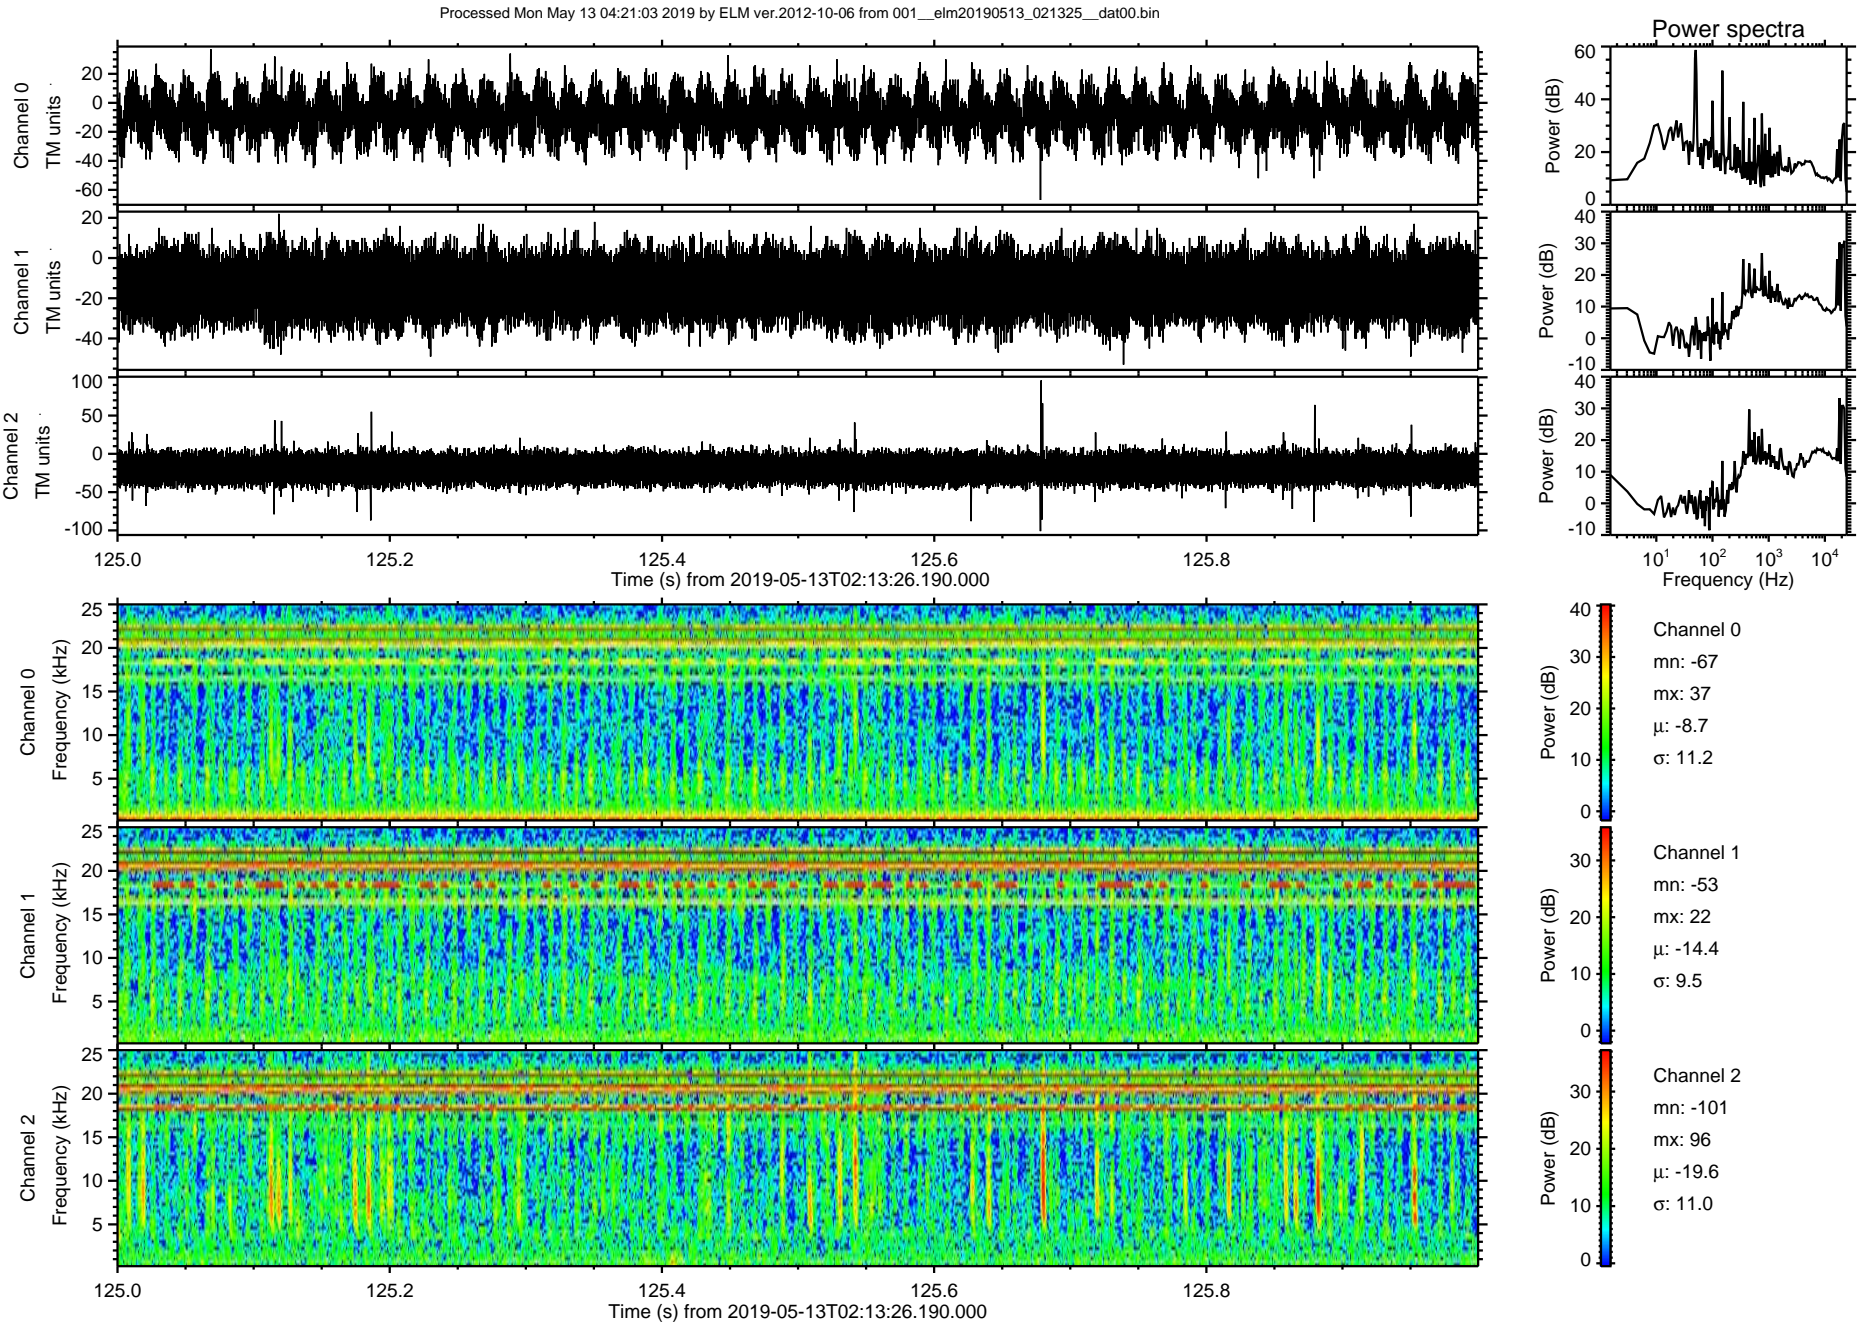 Processed Mon May 13 04:21:03 2019 by ELM ver.2012-10-06 from 001__elm20190513_021325__dat00.bin
Power spectra
Channel 0
TM units
20
0
-20
-40
-60
Power (dB)
60
40
20
0
Channel 1
TM units
20
0
-20
-40
Power (dB)
40
30
20
10
0
-10
Channel 2
TM units
100
50
0
-50
-100
Power (dB)
40
30
20
10
0
-10
125.0 125.2 125.4 125.6 125.8
Time (s) from 2019-05-13T02:13:26.190.000
10^1 10^2 10^3 10^4
Frequency (Hz)
Channel 0
Frequency (kHz)
25
20
15
10
5
Power (dB)
40
30
20
10
0
Channel 0
mn: -67
mx: 37
μ: -8.7
σ: 11.2
Channel 1
Frequency (kHz)
25
20
15
10
5
Power (dB)
30
20
10
0
Channel 1
mn: -53
mx: 22
μ: -14.4
σ: 9.5
Channel 2
Frequency (kHz)
25
20
15
10
5
Power (dB)
30
20
10
0
Channel 2
mn: -101
mx: 96
μ: -19.6
σ: 11.0
125.0 125.2 125.4 125.6 125.8
Time (s) from 2019-05-13T02:13:26.190.000